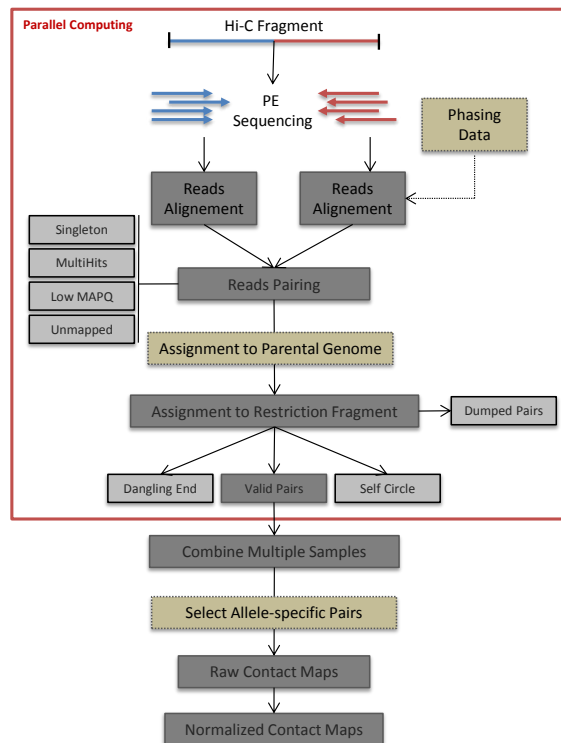 Parallel Computing
Hi-C Fragment
PE
Sequencing
Phasing
Data
Reads
Alignement
Reads
Alignement
Singleton
MultiHits
Low MAPQ
Unmapped
Reads Pairing
Assignment to Parental Genome
Assignment to Restriction Fragment
Dumped Pairs
Dangling End
Valid Pairs
Self Circle
Combine Multiple Samples
Select Allele-specific Pairs
Raw Contact Maps
Normalized Contact Maps